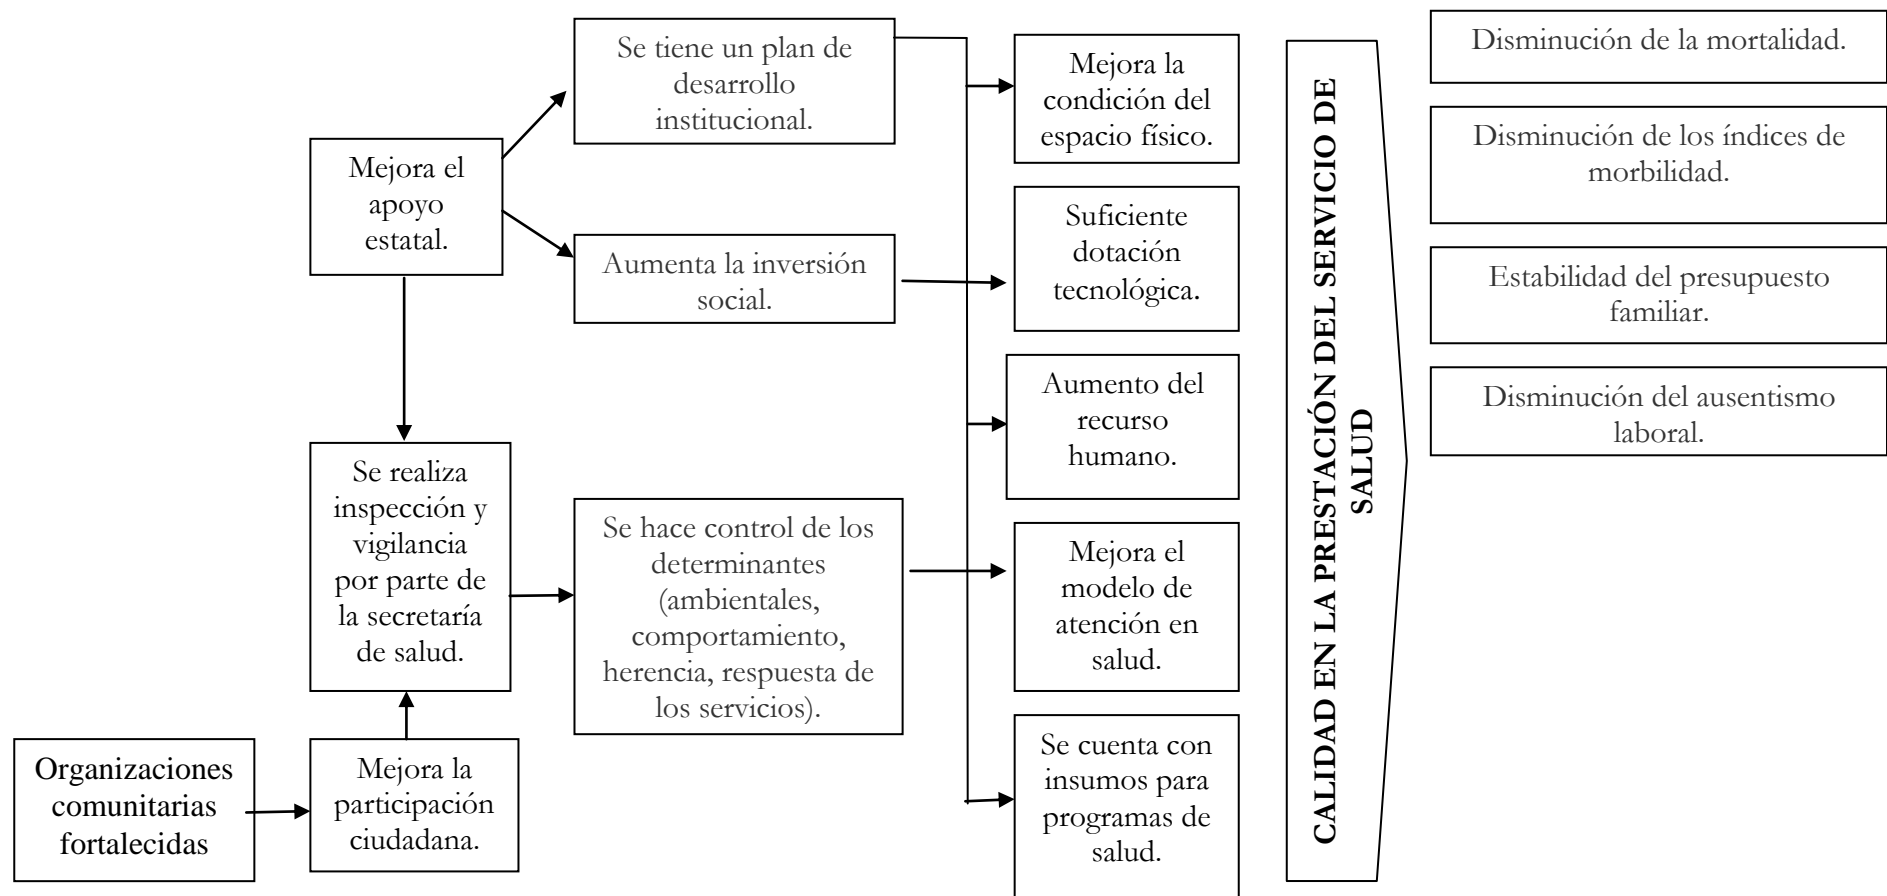 Organizaciones
comunitarias
fortalecidas
Mejora el
apoyo
estatal.
Se realiza
inspección y
vigilancia
por parte de
la secretaría
de salud.
Mejora la
participación
ciudadana.
Se tiene un plan de
desarrollo
institucional.
Aumenta la inversión
social.
Se hace control de los
determinantes
(ambientales,
comportamiento,
herencia, respuesta de
los servicios).
Mejora la
condición del
espacio físico.
Suficiente
dotación
tecnológica.
Aumento del
recurso
humano.
Mejora el
modelo de
atención en
salud.
Se cuenta con
insumos para
programas de
salud.
CALIDAD EN LA PRESTACIÓN DEL SERVICIO DE
SALUD
Disminución de la mortalidad.
Disminución de los índices de
morbilidad.
Estabilidad del presupuesto
familiar.
Disminución del ausentismo
laboral.